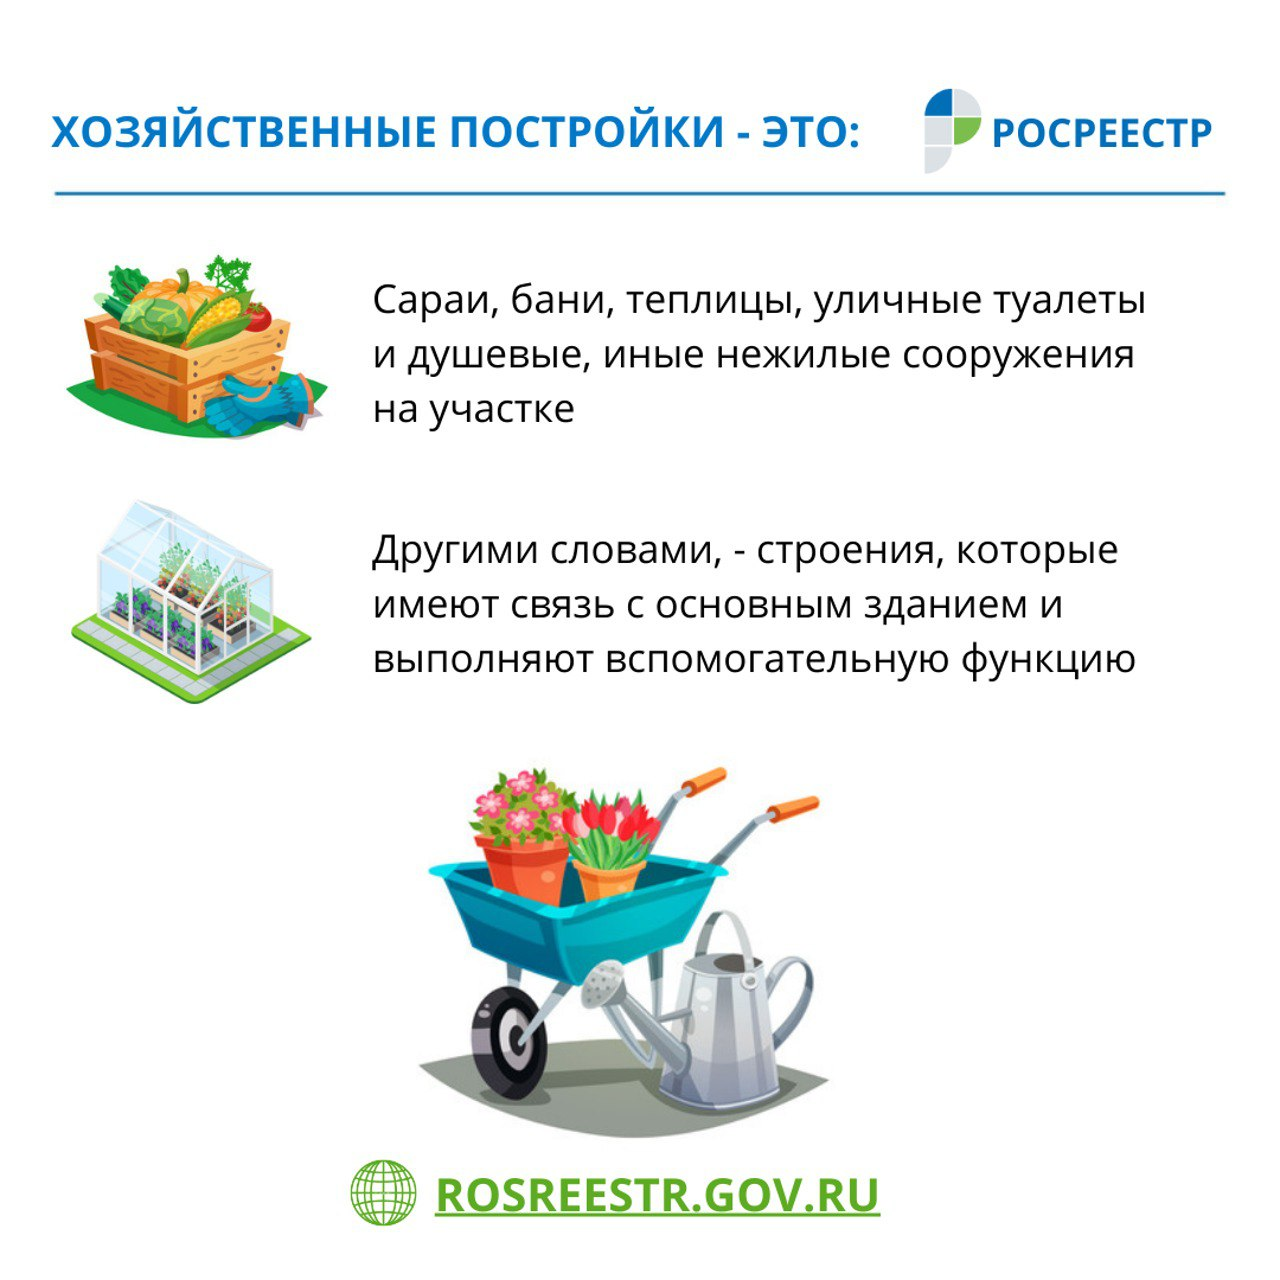 ХОЗЯЙСТВЕННЫЕ ПОСТРОЙКИ - ЭТО:
РОСРЕЕСТР
Сараи, бани, теплицы, уличные туалеты
и душевые, иные нежилые сооружения
на участке
Другими словами, - строения, которые
имеют связь с основным зданием и
выполняют вспомогательную функцию
ROSREESTR.GOV.RU